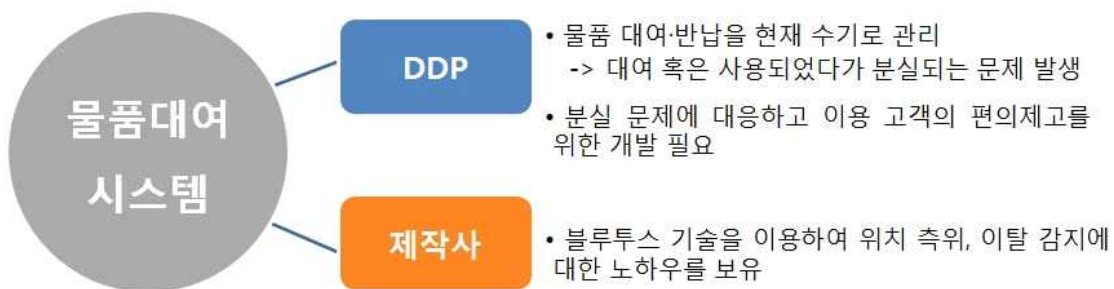 물품대여
시스템
DDP
• 물품 대여·반납을 현재 수기로 관리
-> 대여 혹은 사용되었다가 분실되는 문제 발생
• 분실 문제에 대응하고 이용 고객의 편의제고를
위한 개발 필요
제작사
• 블루투스 기술을 이용하여 위치 측위, 이탈 감지에
대한 노하우를 보유